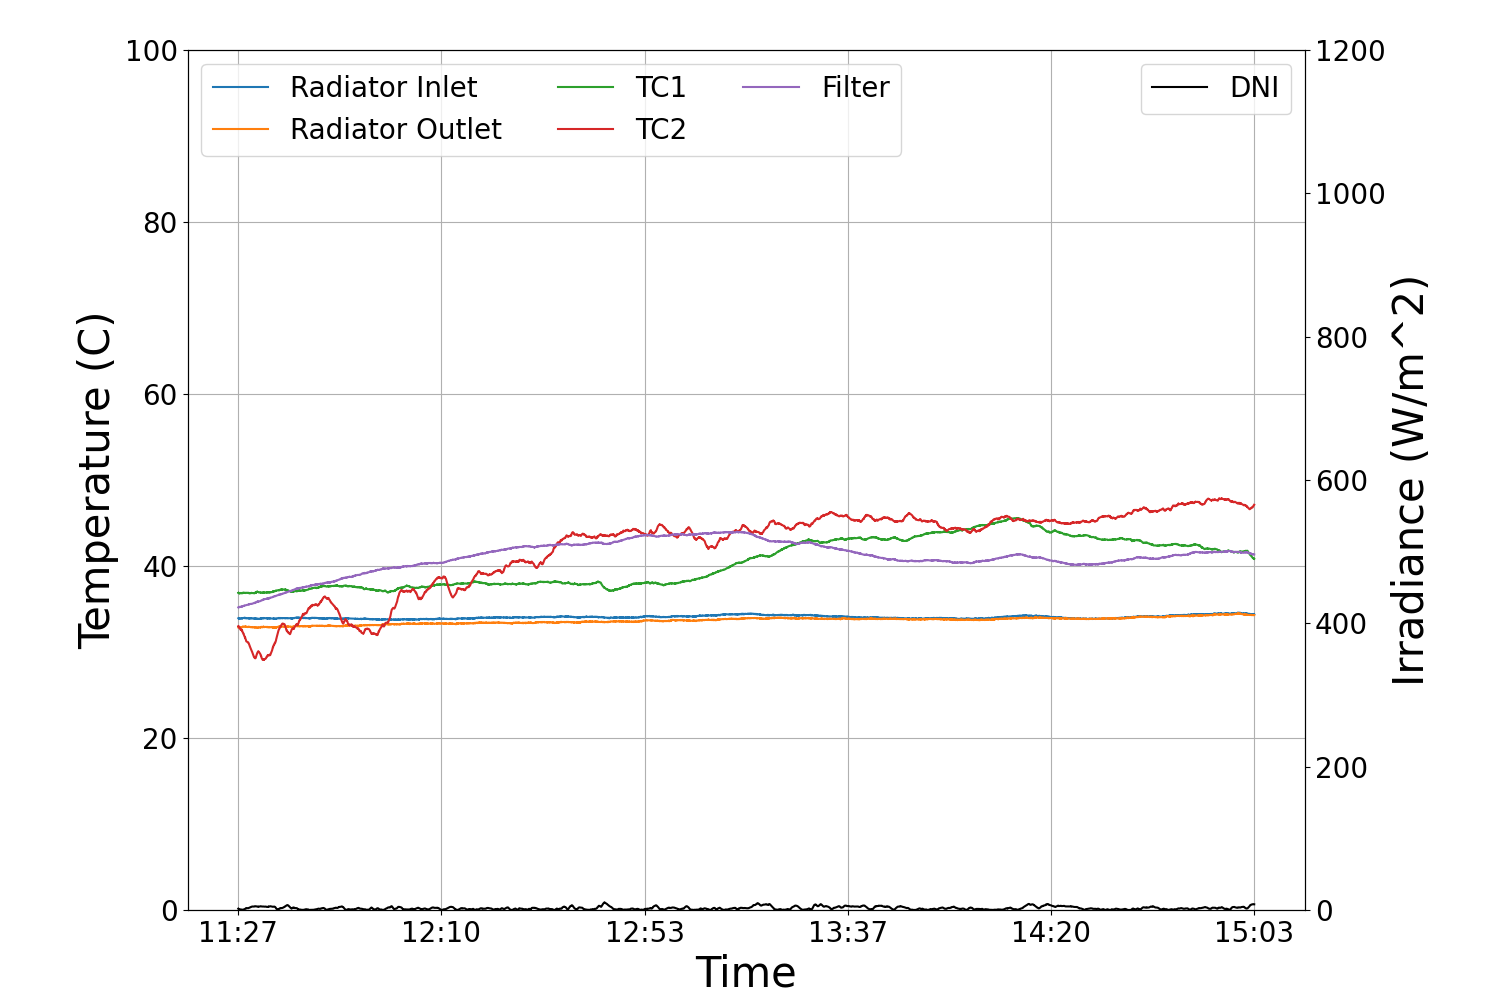 Radiator Inlet
Radiator Outlet
TC1
TC2
Filter
DNI
Temperature (C)
100
80
60
40
20
0
Irradiance (W/m^2)
1200
1000
800
600
400
200
0
11:27 12:10 12:53 13:37 14:20 15:03
Time